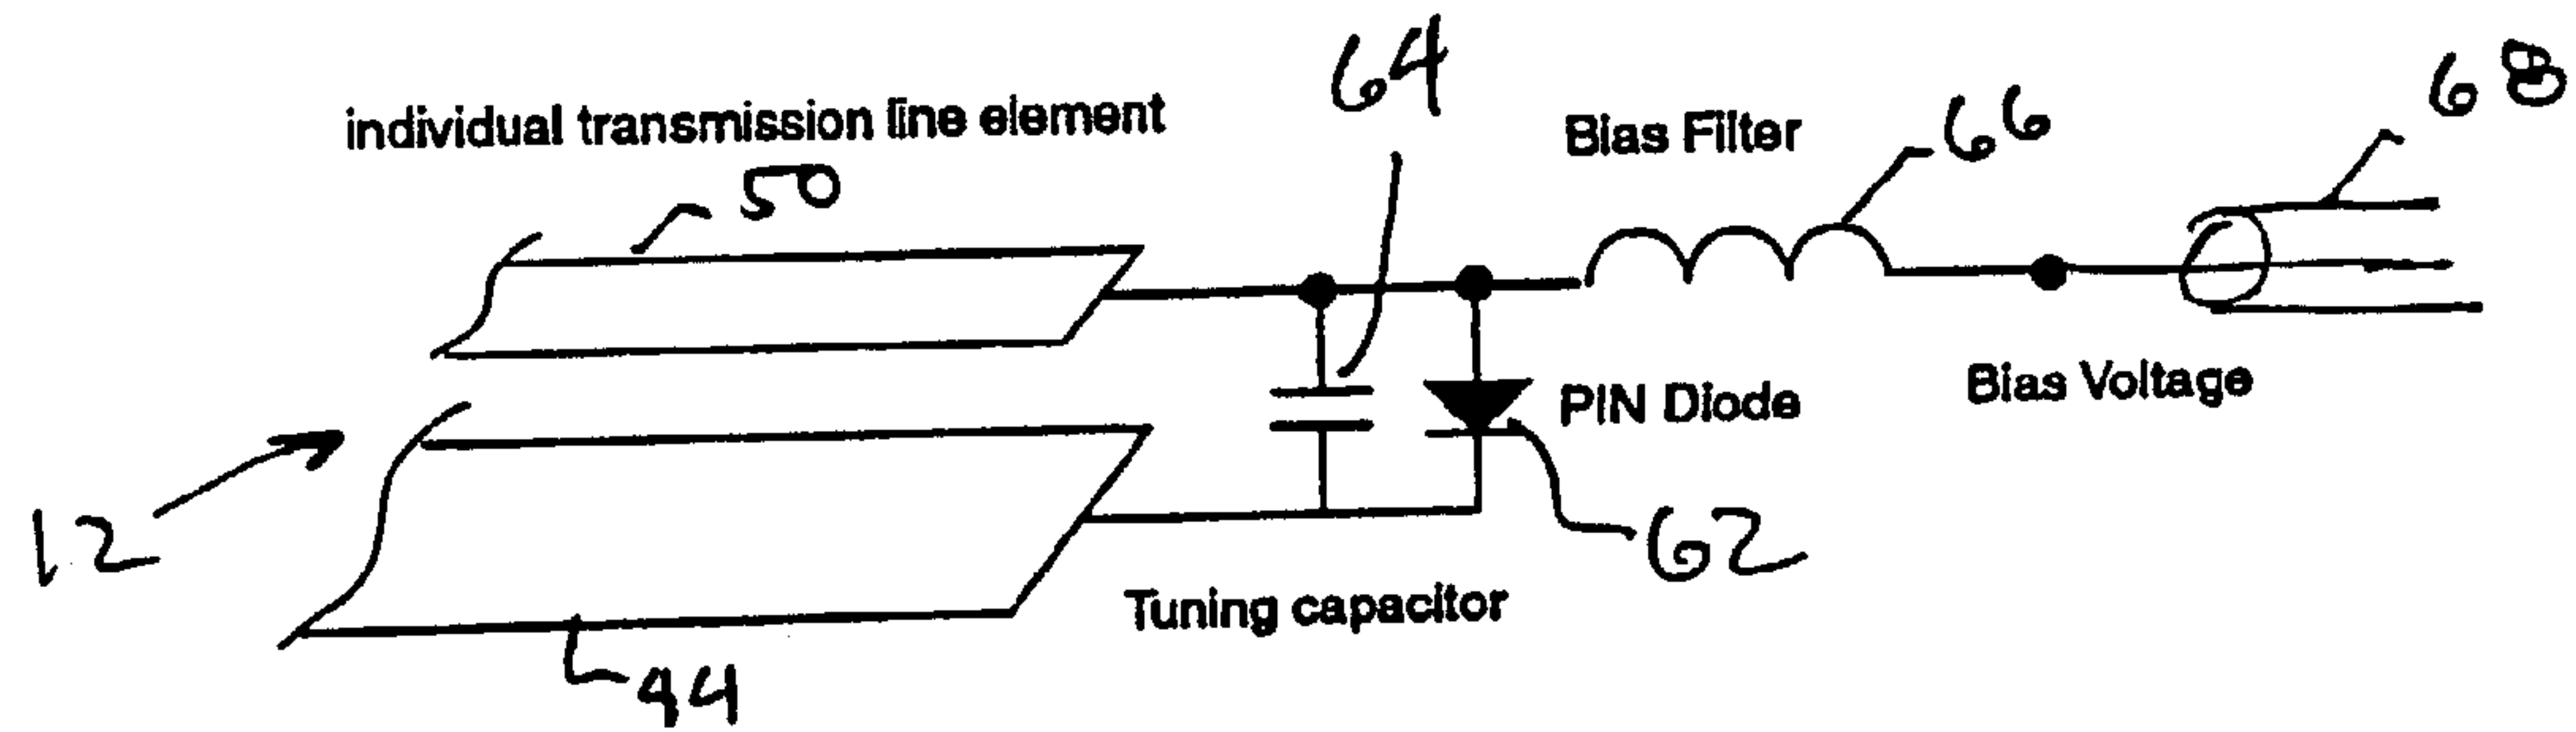 64
68
individual transmission line element
Bias Filter
66
50
Bias Voltage
PIN Diode
12
62
Tuning capacitor
44